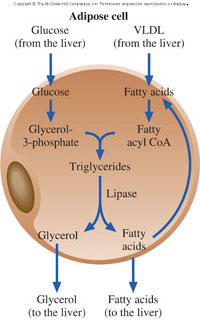 Copyright © The McGraw-Hill Companies, Inc. Permission required for reproduction or display.
Adipose cell
Glucose
(from the liver)
VLDL
(from the liver)
Glucose
Fatty acids
Glycerol-
3-phosphate
Fatty
acyl CoA
Triglycerides
Lipase
Glycerol
Fatty
acids
Glycerol
(to the liver)
Fatty acids
(to the liver)